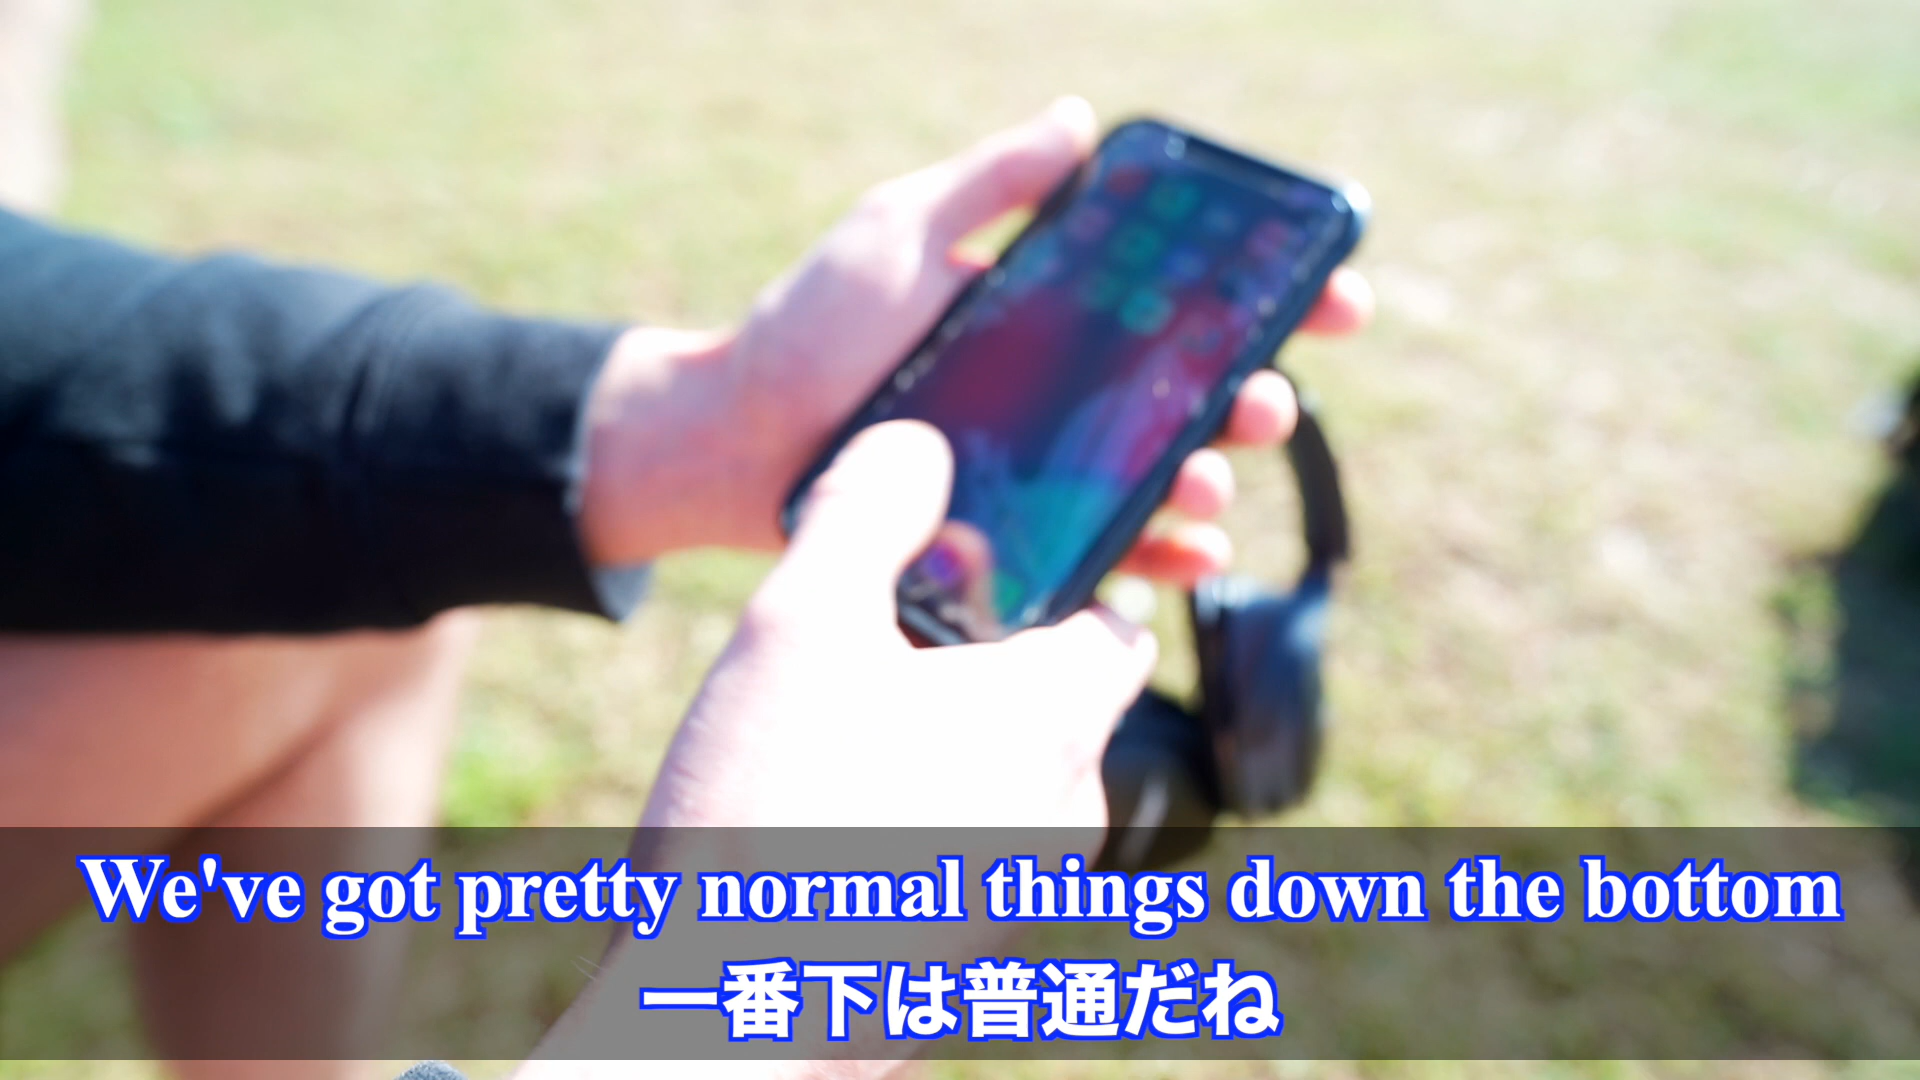 We've got pretty normal things down the bottom
一番下は普通だね